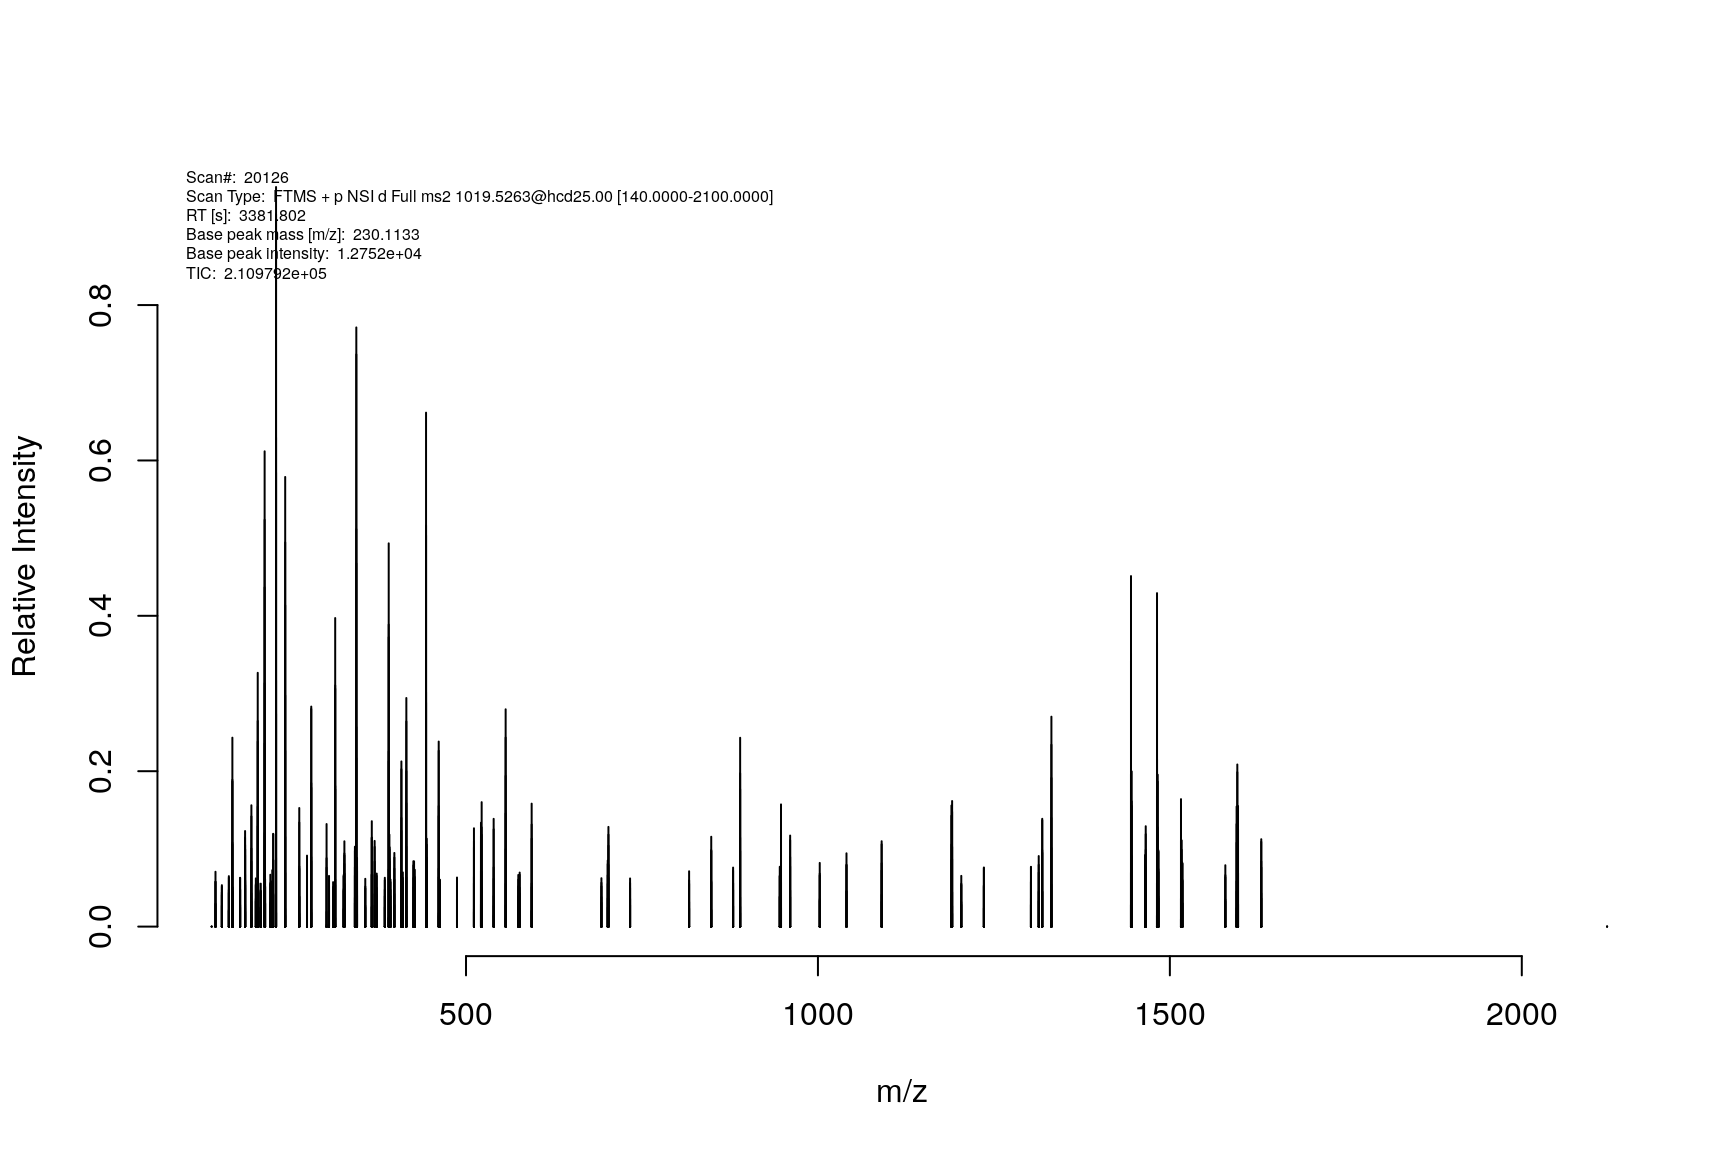 Scan#: 20126
Scan Type: FTMS + p NSI d Full ms2 1019.5263@hcd25.00 [140.0000-2100.0000]
RT [s]: 3381.802
Base peak mass [m/z]: 230.1133
Base peak intensity: 1.2752e+04
TIC: 2.109792e+05
0.8
0.6
0.4
0.2
0.0
Relative Intensity
500 1000 1500 2000
m/z